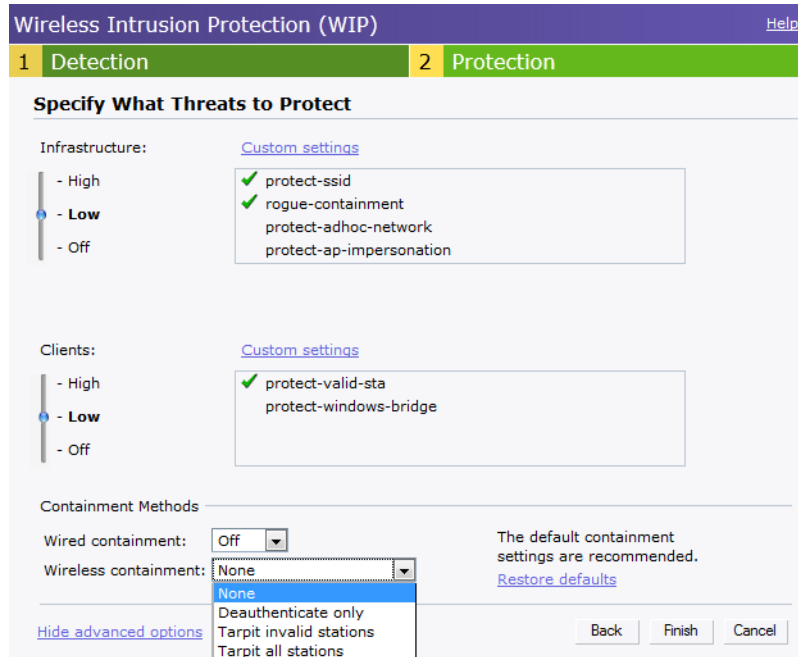 Wireless Intrusion Protection (WIP) Help
1 Detection 2 Protection
Specify What Threats to Protect
Infrastructure: Custom settings
- High
- Low
- Off
protect-ssid
rogue-containment
protect-adhoc-network
protect-ap-impersonation
Clients: Custom settings
- High
- Low
- Off
protect-valid-sta
protect-windows-bridge
Containment Methods
Wired containment: Off
Wireless containment: None
None
Deauthenticate only
Tarpit invalid stations
Tarpit all stations
The default containment
settings are recommended.
Restore defaults
Hide advanced options Back Finish Cancel